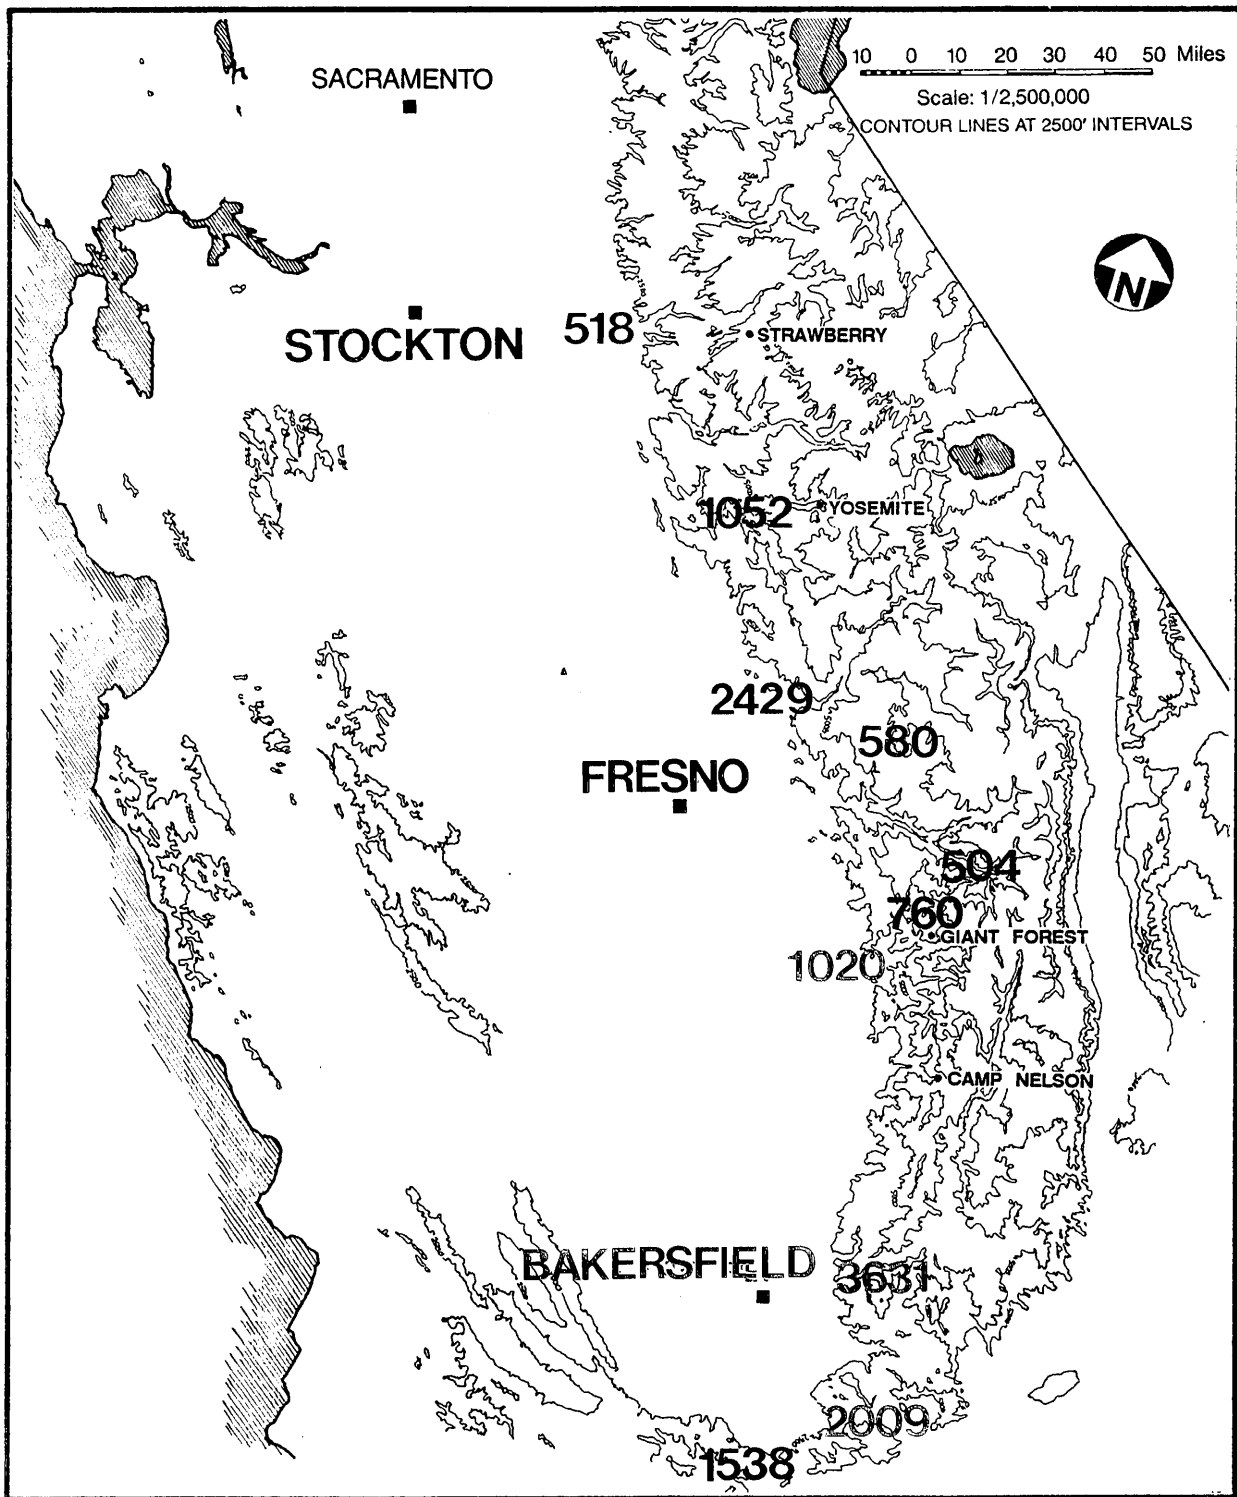 10 0 10 20 30 40 50 Miles
SACRAMENTO
Scale: 1/2,500,000
CONTOUR LINES AT 2500' INTERVALS
N
518
STOCKTON
STRAWBERRY
1052
YOSEMITE
2429
580
FRESNO
504
760
GIANT FOREST
1020
CAMP NELSON
BAKERSFIELD
3631
2009
1538